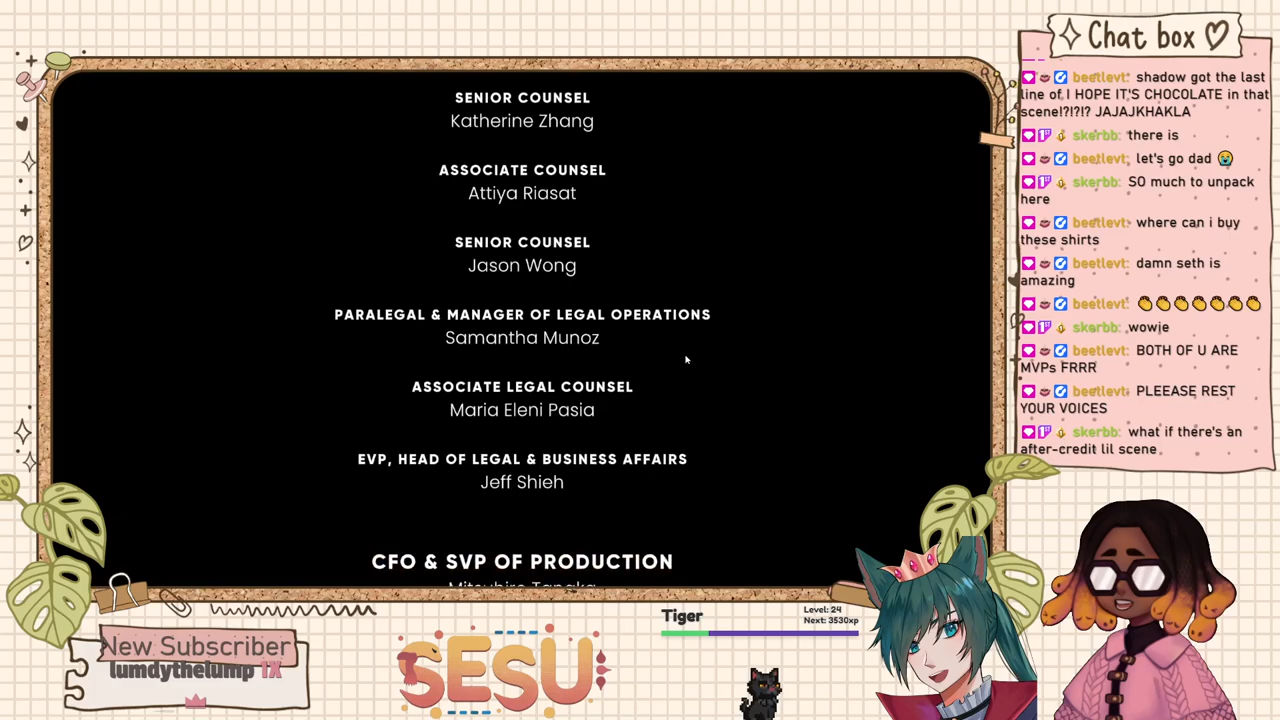 SENIOR COUNSEL
Katherine Zhang
ASSOCIATE COUNSEL
Attiya Riasat
SENIOR COUNSEL
Jason Wong
PARALEGAL & MANAGER OF LEGAL OPERATIONS
Samantha Munoz
ASSOCIATE LEGAL COUNSEL
Maria Eleni Pasia
EVP, HEAD OF LEGAL & BUSINESS AFFAIRS
Jeff Shieh
CFO & SVP OF PRODUCTION
Chat box
beetlevt: shadow got the last
line of I HOPE IT'S CHOCOLATE in that
scene!?!?!? JAJAJKHAKLA
skerbb: there is
beetlevt: let's go dad 😭
skerbb: SO much to unpack
here
beetlevt: where can i buy
these shirts
beetlevt: damn seth is
amazing
beetlevt: 👏👏👏👏👏👏👏
skerbb: wowie
beetlevt: BOTH OF U ARE
MVPs FRRR
beetlevt: PLEEASE REST
YOUR VOICES
skerbb: what if there's an
after-credit lil scene
New Subscriber
lumdythelump 1X
SESU
Tiger
Level: 24
Next: 3530xp